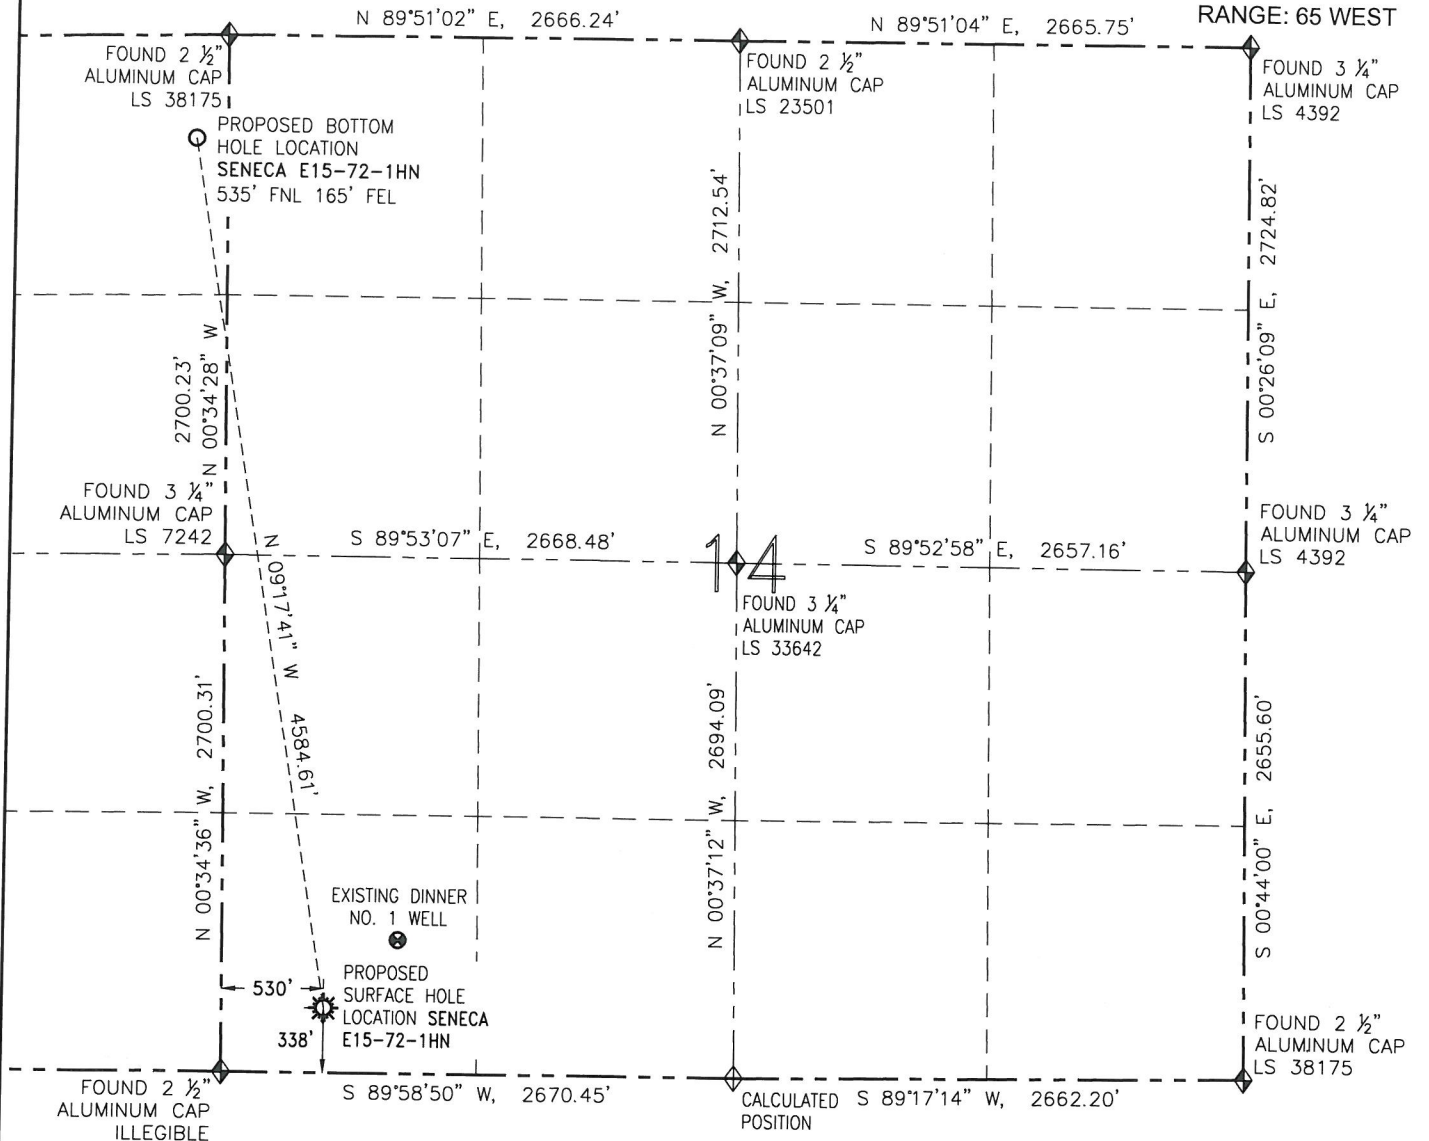 N 89°51'02" E, 2666.24'
N 89°51'04" E, 2665.75'
RANGE: 65 WEST
FOUND 2 ½"
ALUMINUM CAP
LS 38175
FOUND 2 ½"
ALUMINUM CAP
LS 23501
FOUND 3 ¼"
ALUMINUM CAP
LS 4392
PROPOSED BOTTOM
HOLE LOCATION
SENECA E15-72-1HN
535' FNL 165' FEL
2700.23'
N 00°34'28" W
N 00°37'09" W, 2712.54'
S 00°26'09" E, 2724.82'
FOUND 3 ¼"
ALUMINUM CAP
LS 7242
S 89°53'07" E, 2668.48'
14
S 89°52'58" E, 2657.16'
FOUND 3 ¼"
ALUMINUM CAP
LS 4392
FOUND 3 ¼"
ALUMINUM CAP
LS 33642
N 09°17'41" W 4584.61'
N 00°34'36" W, 2700.31'
N 00°37'12" W, 2694.09'
S 00°44'00" E, 2655.60'
EXISTING DINNER
NO. 1 WELL
530'
338'
PROPOSED
SURFACE HOLE
LOCATION SENECA
E15-72-1HN
FOUND 2 ½"
ALUMINUM CAP
ILLEGIBLE
S 89°58'50" W, 2670.45'
CALCULATED
POSITION
S 89°17'14" W, 2662.20'
FOUND 2 ½"
ALUMINUM CAP
LS 38175